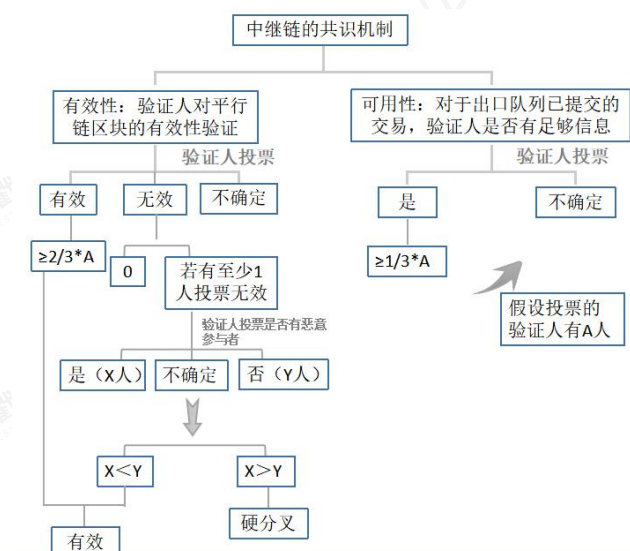 中继链的共识机制
有效性：验证人对平行
链区块的有效性验证
可用性：对于出口队列已提交的
交易，验证人是否有足够信息
验证人投票
验证人投票
有效
无效
不确定
是
不确定
≥2/3*A
0
若有至少1
人投票无效
≥1/3*A
假设投票的
验证人有A人
验证人投票是否有恶意
参与者
是（X人）
不确定
否（Y人）
X＜Y
X＞Y
硬分叉
有效